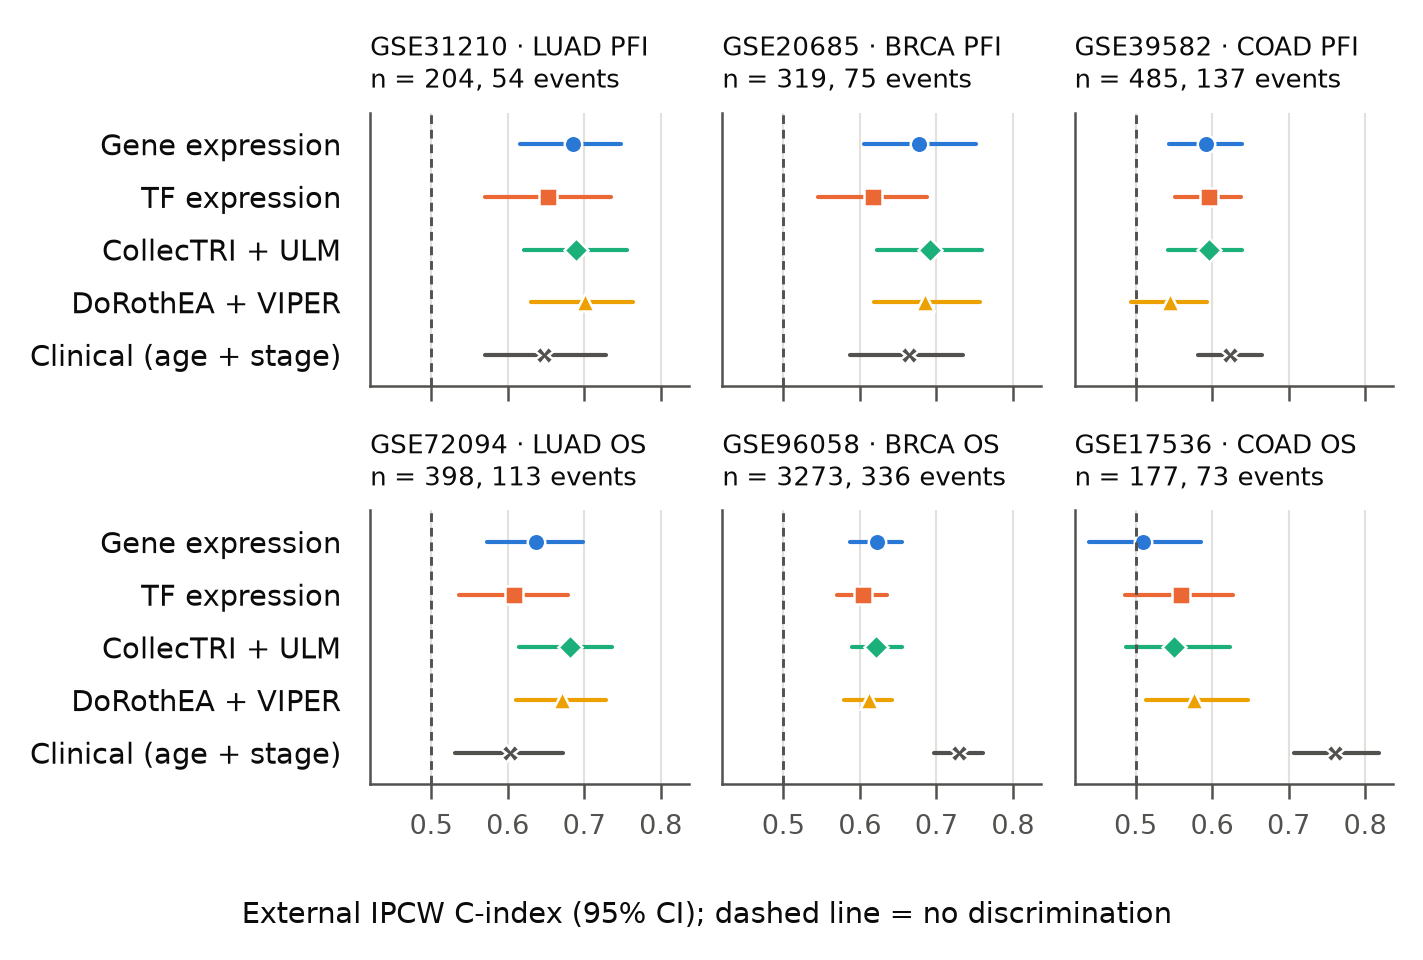 GSE31210 · LUAD PFI
n = 204, 54 events
GSE20685 · BRCA PFI
n = 319, 75 events
GSE39582 · COAD PFI
n = 485, 137 events
Gene expression
TF expression
CollecTRI + ULM
DoRothEA + VIPER
Clinical (age + stage)
GSE72094 · LUAD OS
n = 398, 113 events
GSE96058 · BRCA OS
n = 3273, 336 events
GSE17536 · COAD OS
n = 177, 73 events
Gene expression
TF expression
CollecTRI + ULM
DoRothEA + VIPER
Clinical (age + stage)
0.5 0.6 0.7 0.8
0.5 0.6 0.7 0.8
0.5 0.6 0.7 0.8
External IPCW C-index (95% CI); dashed line = no discrimination